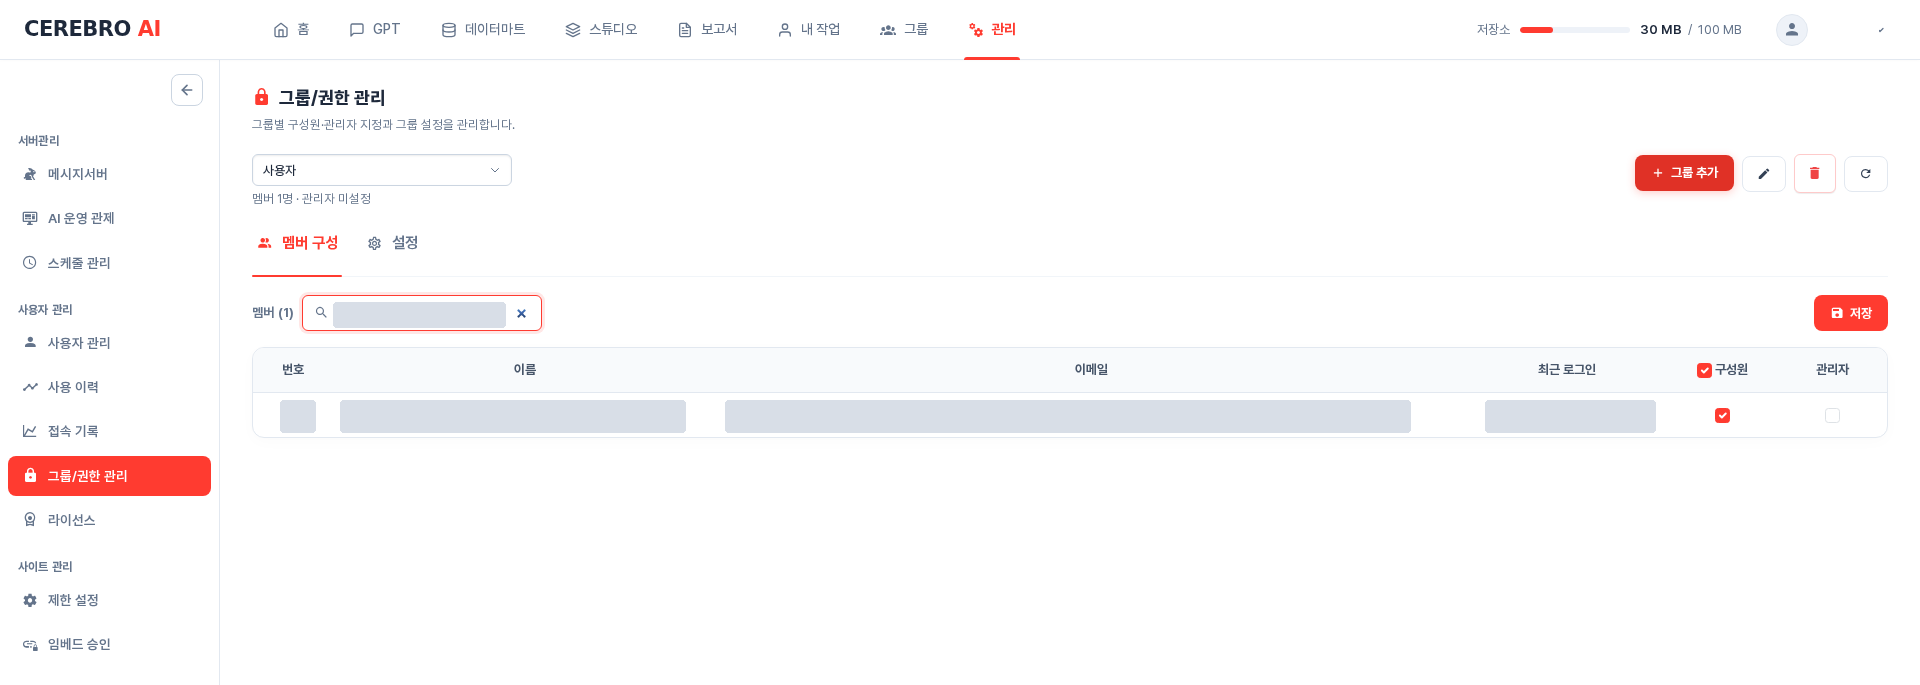 CEREBRO AI
홈
GPT
데이터마트
스튜디오
보고서
내 작업
그룹
관리
저장소
30 MB / 100 MB
서버관리
메시지서버
AI 운영 관제
스케줄 관리
사용자 관리
사용자 관리
사용 이력
접속 기록
그룹/권한 관리
라이선스
사이트 관리
제한 설정
임베드 승인
그룹/권한 관리
그룹별 구성원·관리자 지정과 그룹 설정을 관리합니다.
사용자
멤버 1명 · 관리자 미설정
그룹 추가
멤버 구성
설정
멤버 (1)
저장
번호
이름
이메일
최근 로그인
구성원
관리자